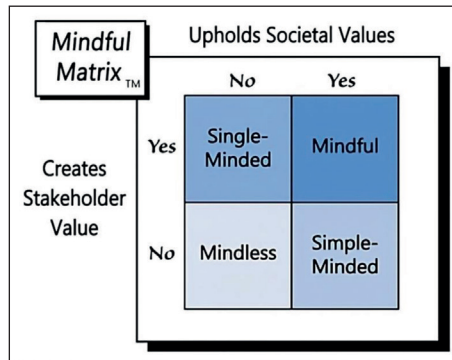 Mindful
Matrix TM
Upholds Societal Values
No Yes
Creates
Stakeholder
Value
Yes
Single-
Minded
Mindful
No
Mindless
Simple-
Minded